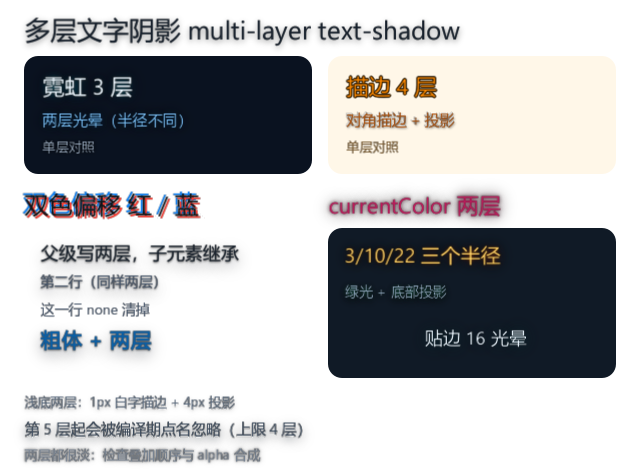 多层文字阴影 multi-layer text-shadow
霓虹 3 层
两层光晕（半径不同）
单层对照
描边 4 层
对角描边 + 投影
单层对照
双色偏移 红 / 蓝
父级写两层，子元素继承
第二行（同样两层）
这一行 none 清掉
粗体 + 两层
currentColor 两层
3/10/22 三个半径
绿光 + 底部投影
贴边 16 光晕
浅底两层：1px 白字描边 + 4px 投影
第 5 层起会被编译期点名忽略（上限 4 层）
两层都很淡：检查叠加顺序与 alpha 合成